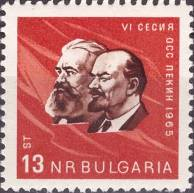 VI СЕСИЯ
ОСС ПЕКИН 1965
13 ST
NR BULGARIA